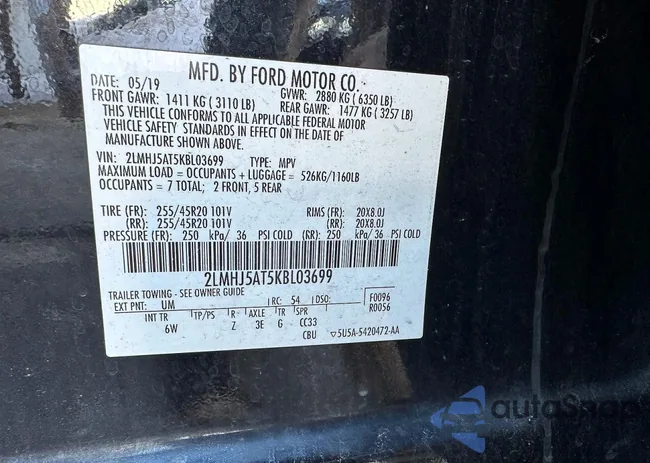 MFD. BY FORD MOTOR CO.
DATE: 05/19 GVWR: 2880 KG (6350 LB)
FRONT GAWR: 1411 KG (3110 LB) REAR GAWR: 1477 KG (3257 LB)
THIS VEHICLE CONFORMS TO ALL APPLICABLE FEDERAL MOTOR
VEHICLE SAFETY STANDARDS IN EFFECT ON THE DATE OF
MANUFACTURE SHOWN ABOVE.
VIN: 2LMHJ5AT5KBL03699 TYPE: MPV
MAXIMUM LOAD = OCCUPANTS + LUGGAGE = 526KG/1160LB
OCCUPANTS = 7 TOTAL; 2 FRONT, 5 REAR
TIRE (FR): 255/45R20 101V RIMS (FR): 20X8.0J
(RR): 255/45R20 101V (RR): 20X8.0J
PRESSURE (FR): 250 kPa/ 36 PSI COLD (RR): 250 kPa/ 36 PSI COLD
2LMHJ5AT5KBL03699
TRAILER TOWING - SEE OWNER GUIDE
EXT PNT: UM RC: 54 DSO: F0096
R0056
INT TR TP/PS R AXLE TR SPR
6W Z 3E G CC33
CBU ▽5U5A-5420472-AA
autoSnap